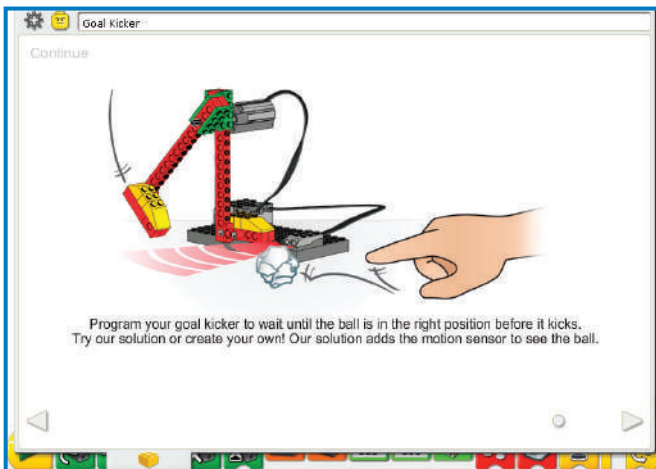 Goal Kicker
Continue
Program your goal kicker to wait until the ball is in the right position before it kicks.
Try our solution or create your own! Our solution adds the motion sensor to see the ball.